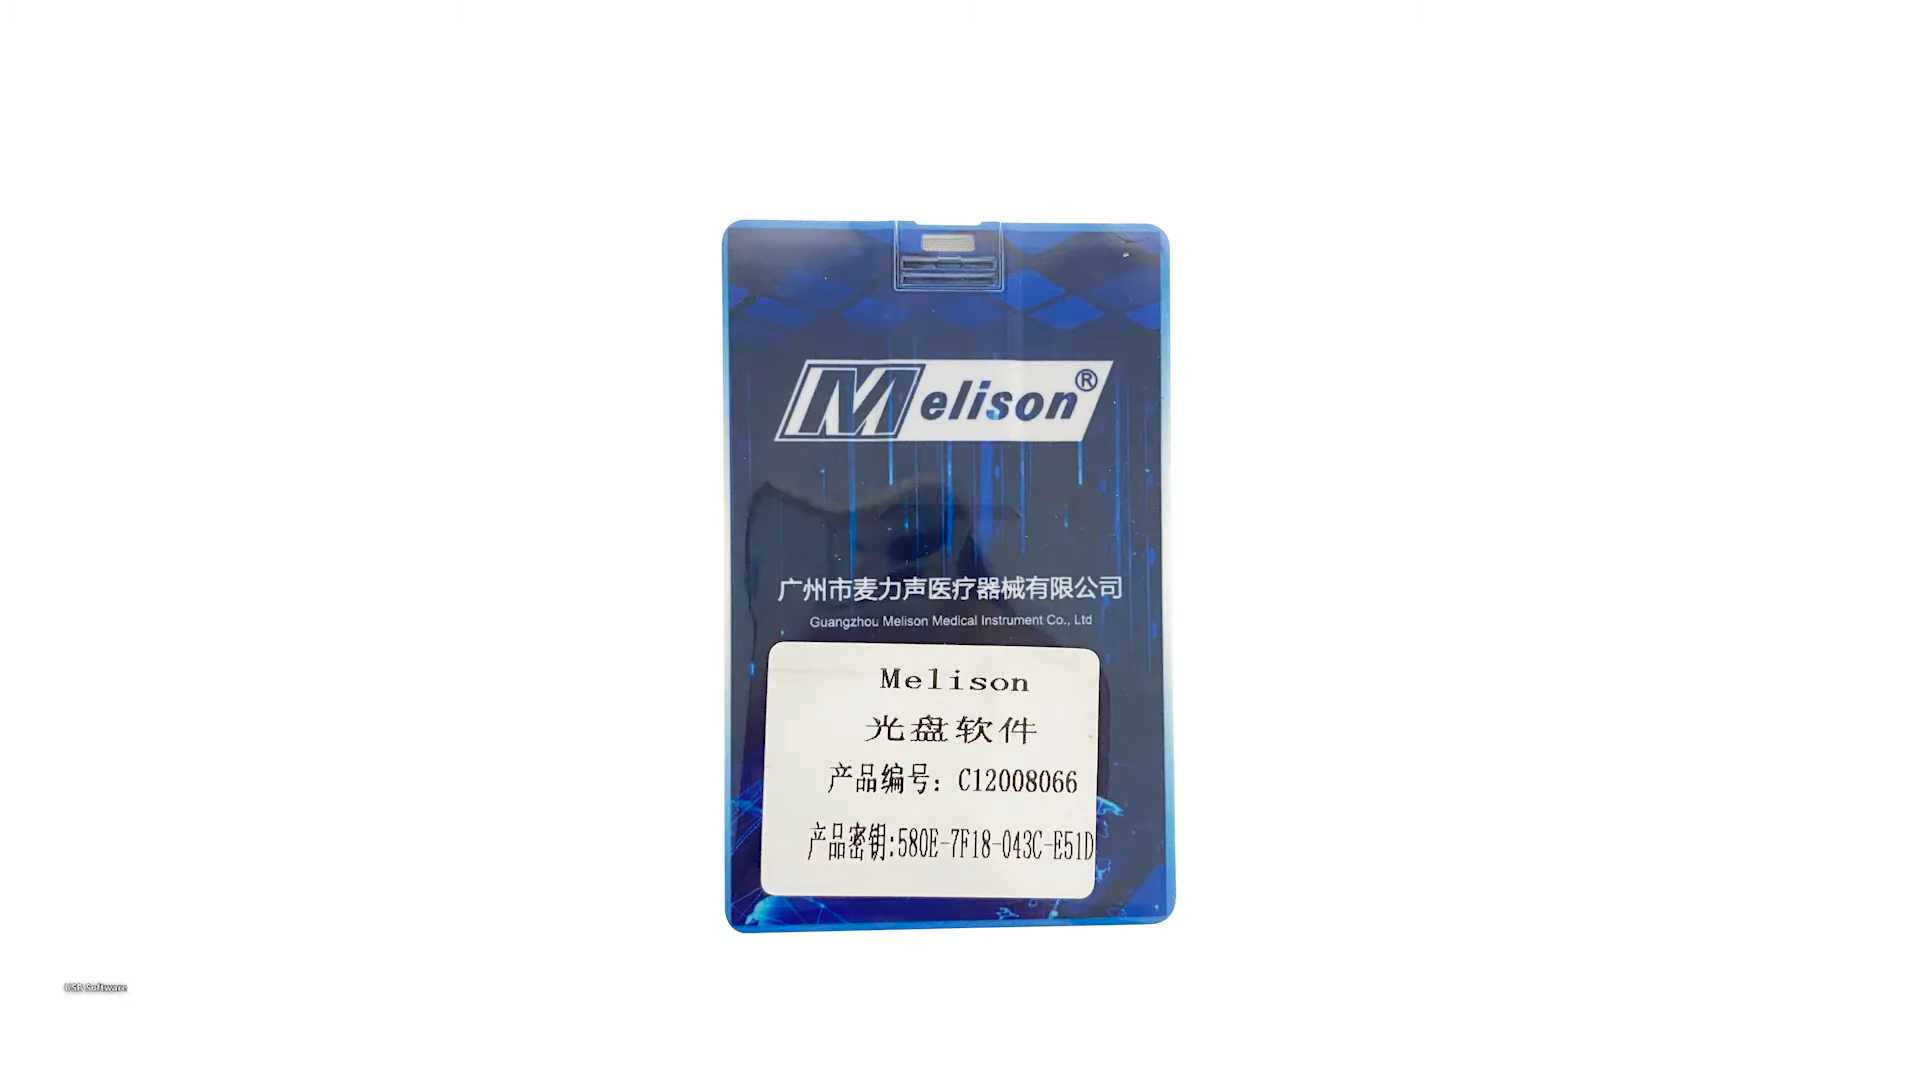 Melison®
广州市麦力声医疗器械有限公司
Guangzhou Melison Medical Instrument Co., Ltd
Melison
光盘软件
产品编号: C12008066
产品密钥:580E-7F18-043C-E51D
USB Software